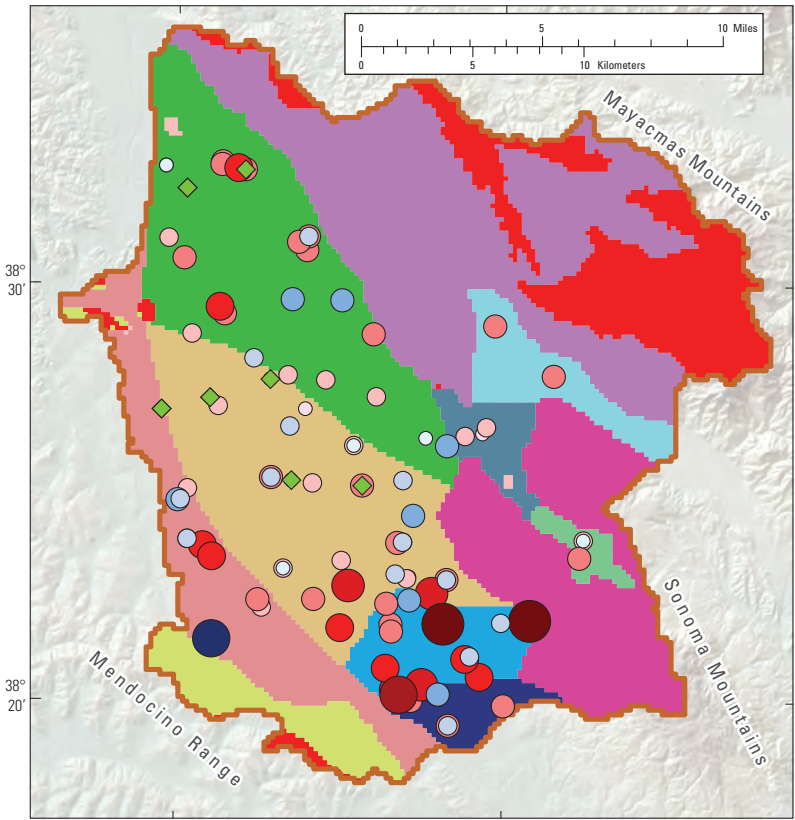 0 5 10 Miles
0 5 10 Kilometers
Mayacmas Mountains
38°
30′
Sonoma Mountains
38°
20′
Mendocino Range